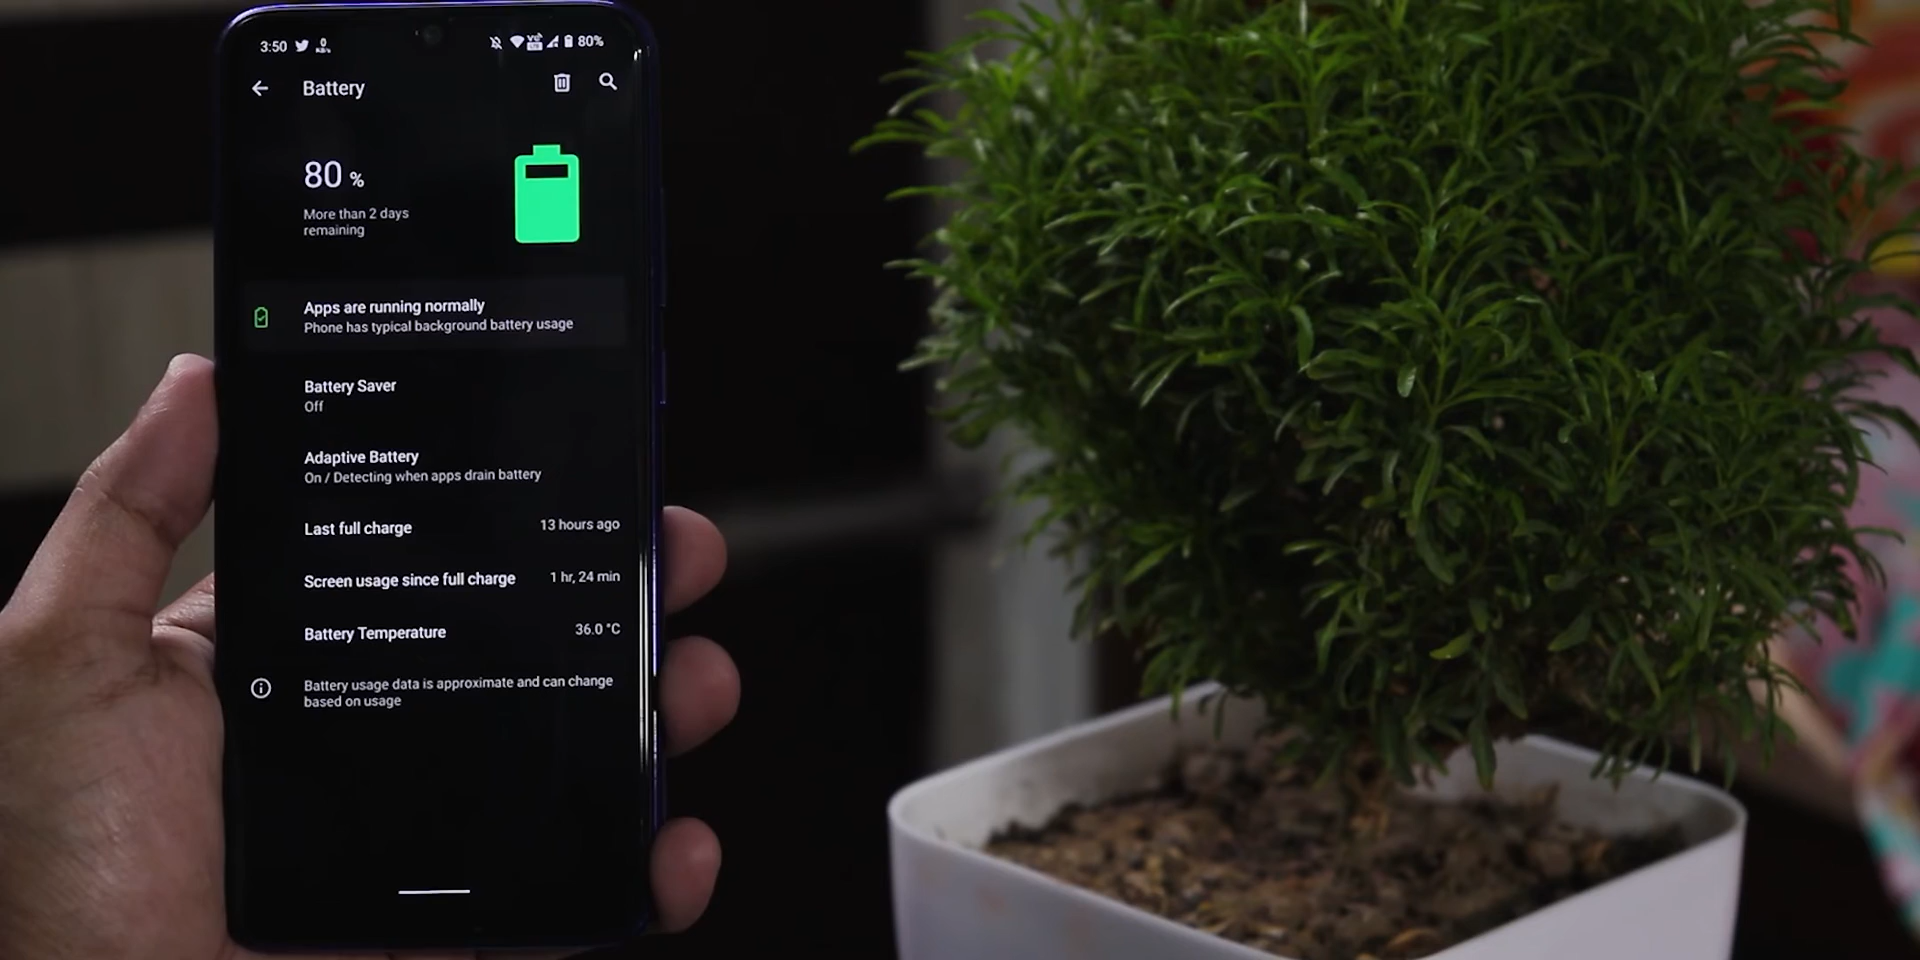 3:50
80%
Battery
80 %
More than 2 days
remaining
Apps are running normally
Phone has typical background battery usage
Battery Saver
Off
Adaptive Battery
On / Detecting when apps drain battery
Last full charge
13 hours ago
Screen usage since full charge
1 hr, 24 min
Battery Temperature
36.0 °C
Battery usage data is approximate and can change
based on usage